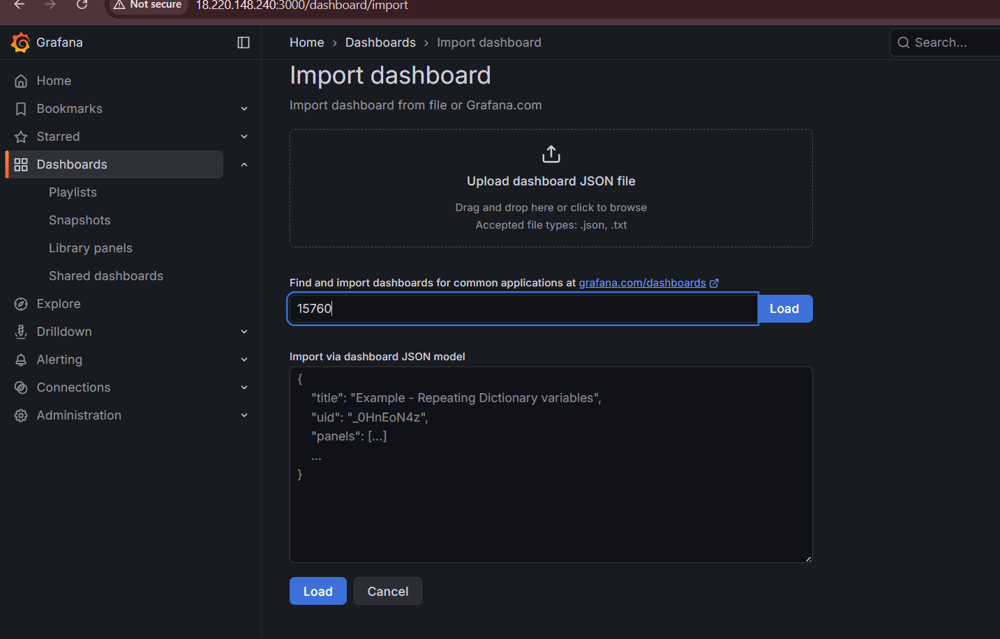 Not secure 18.220.148.240:3000/dashboard/import
Grafana
Home › Dashboards › Import dashboard
Search...
Home
Bookmarks
Starred
Dashboards
Playlists
Snapshots
Library panels
Shared dashboards
Explore
Drilldown
Alerting
Connections
Administration
Import dashboard
Import dashboard from file or Grafana.com
Upload dashboard JSON file
Drag and drop here or click to browse
Accepted file types: .json, .txt
Find and import dashboards for common applications at grafana.com/dashboards
15760
Load
Import via dashboard JSON model
{
"title": "Example - Repeating Dictionary variables",
"uid": "_0HnEoN4z",
"panels": [...]
...
}
Load Cancel